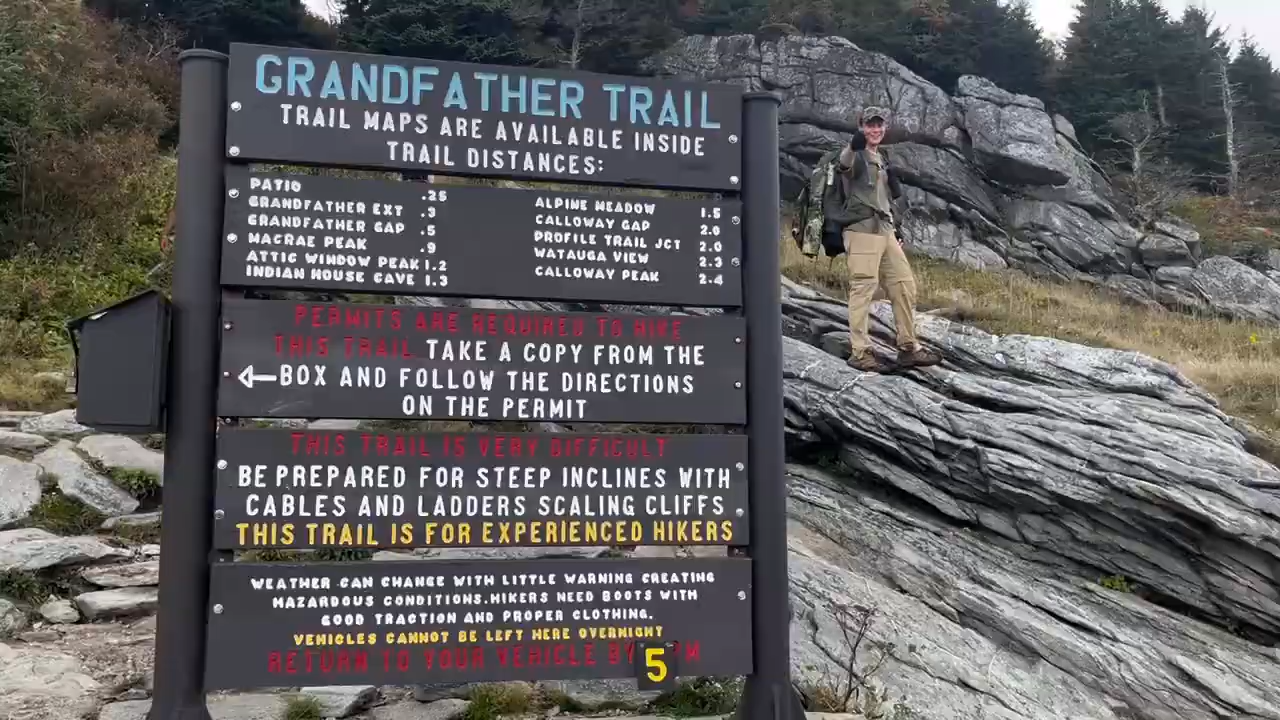 GRANDFATHER TRAIL
TRAIL MAPS ARE AVAILABLE INSIDE
TRAIL DISTANCES:
PATIO .25
GRANDFATHER EXT .3
GRANDFATHER GAP .5
MACRAE PEAK .9
ATTIC WINDOW PEAK 1.2
INDIAN HOUSE CAVE 1.3
ALPINE MEADOW 1.5
CALLOWAY GAP 2.0
PROFILE TRAIL JCT 2.0
WATAUGA VIEW 2.3
CALLOWAY PEAK 2.4
PERMITS ARE REQUIRED TO HIKE
THIS TRAIL TAKE A COPY FROM THE
←BOX AND FOLLOW THE DIRECTIONS
ON THE PERMIT
THIS TRAIL IS VERY DIFFICULT
BE PREPARED FOR STEEP INCLINES WITH
CABLES AND LADDERS SCALING CLIFFS
THIS TRAIL IS FOR EXPERIENCED HIKERS
WEATHER CAN CHANGE WITH LITTLE WARNING CREATING
HAZARDOUS CONDITIONS.HIKERS NEED BOOTS WITH
GOOD TRACTION AND PROPER CLOTHING.
VEHICLES CANNOT BE LEFT HERE OVERNIGHT
RETURN TO YOUR VEHICLE BY 5 PM